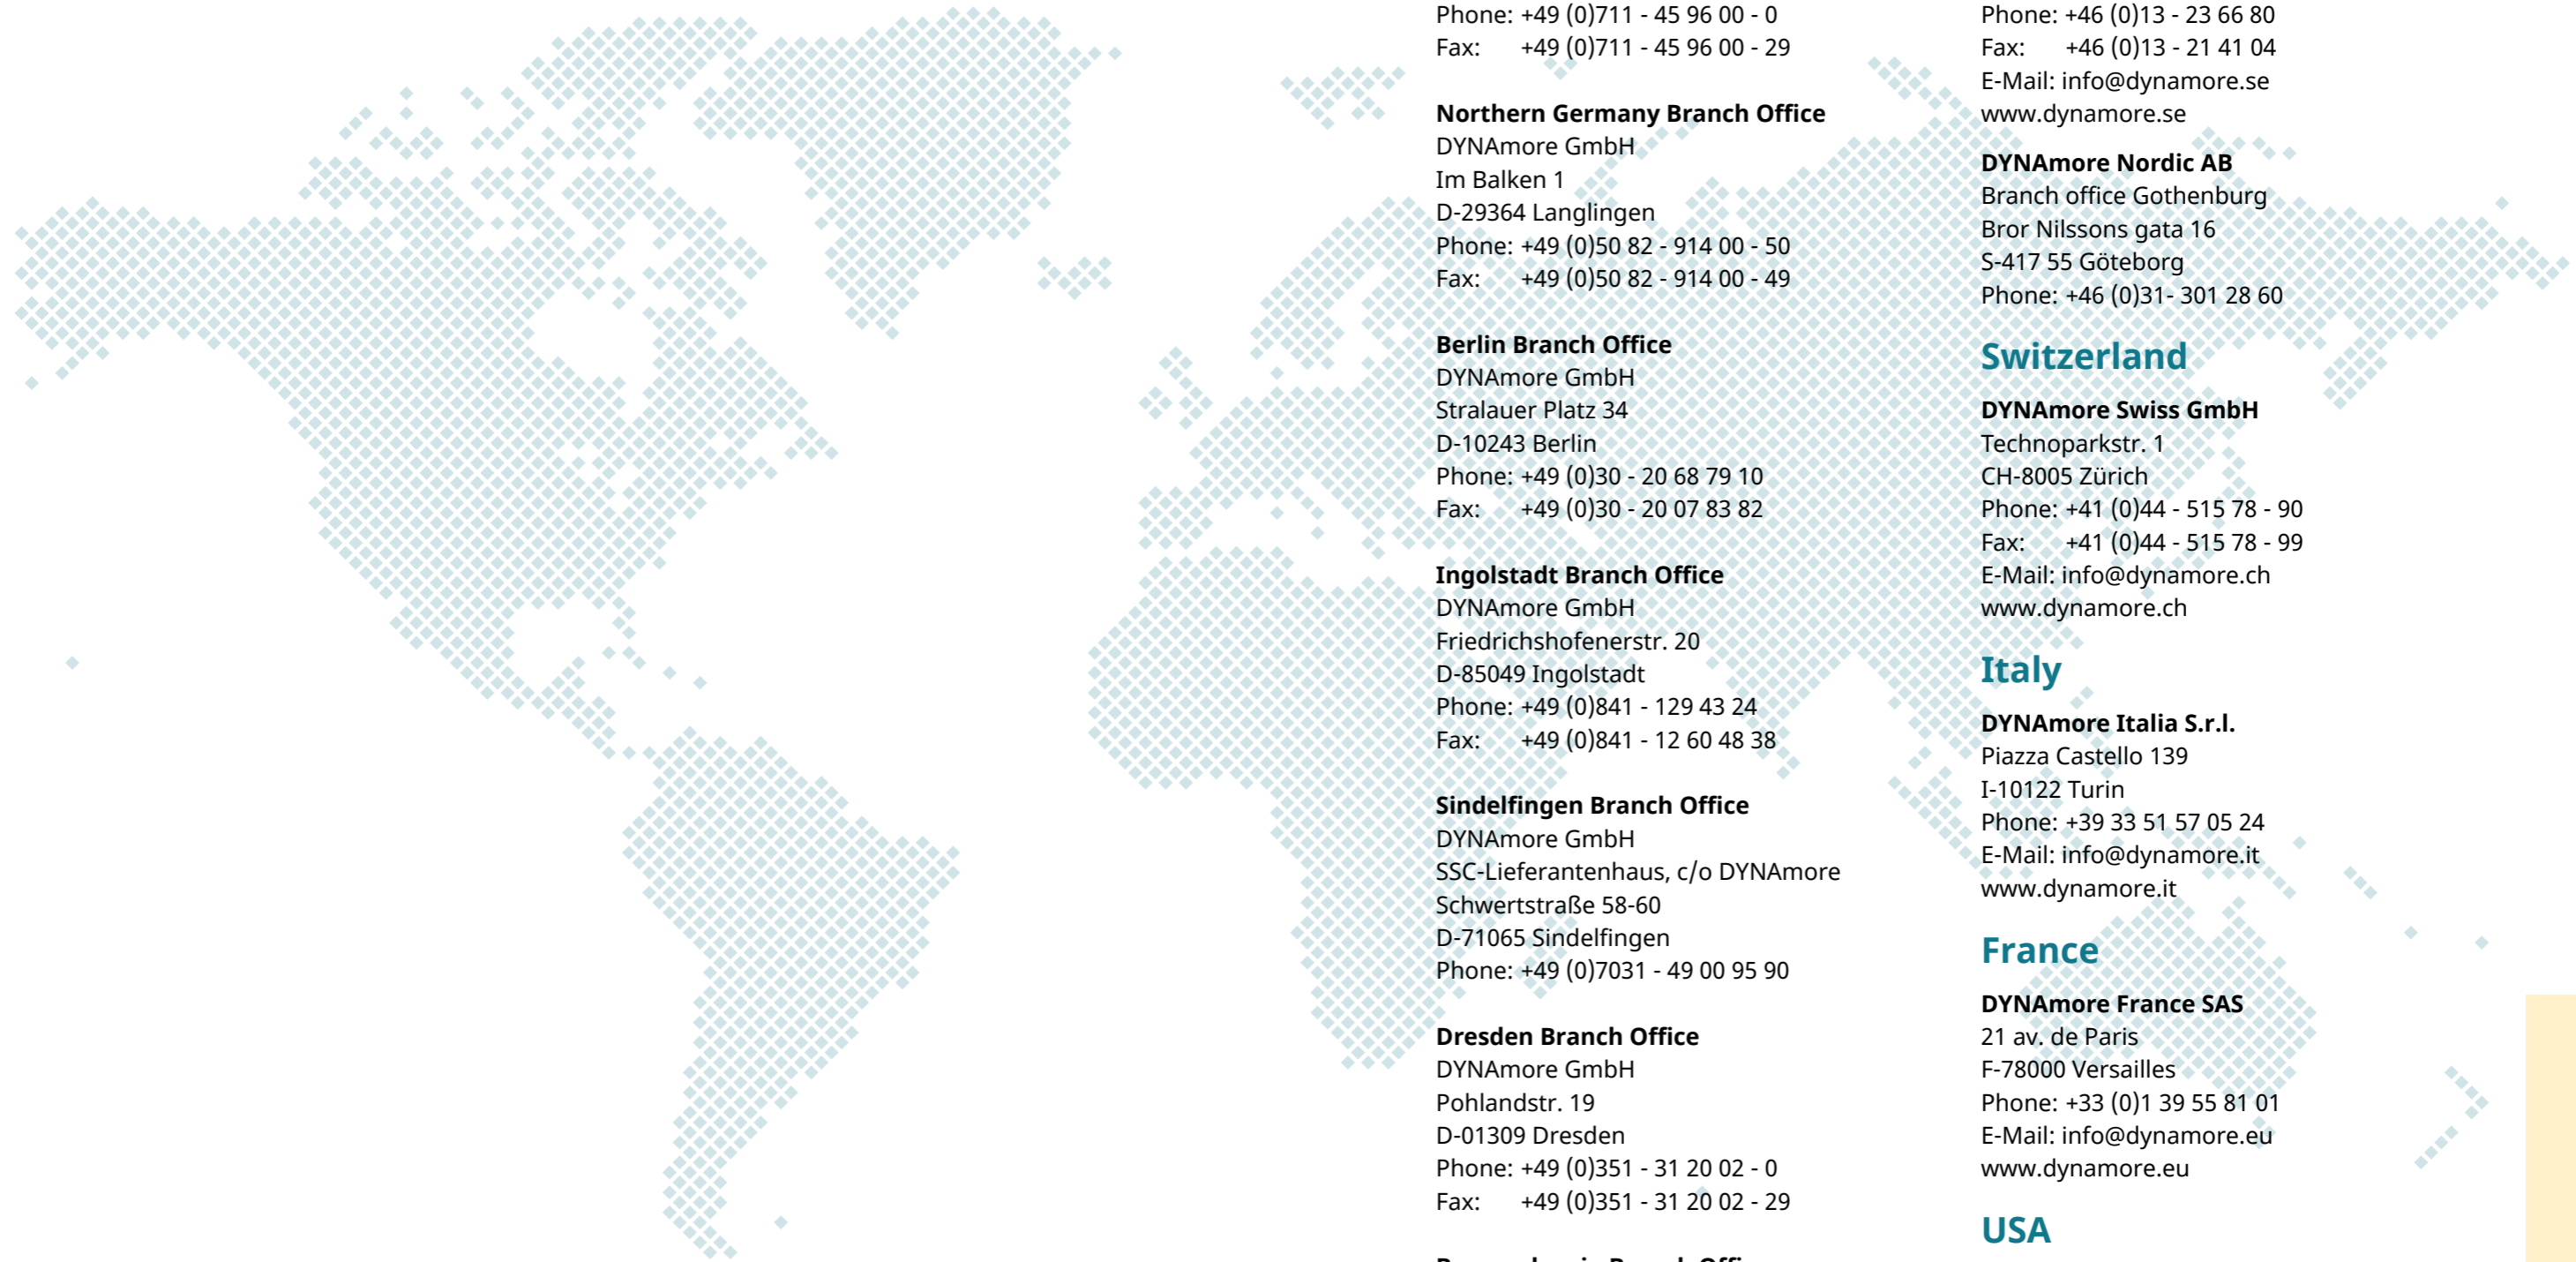 Phone: +49 (0)711 - 45 96 00 - 0
Fax: +49 (0)711 - 45 96 00 - 29
Northern Germany Branch Office
DYNAmore GmbH
Im Balken 1
D-29364 Langlingen
Phone: +49 (0)50 82 - 914 00 - 50
Fax: +49 (0)50 82 - 914 00 - 49
Berlin Branch Office
DYNAmore GmbH
Stralauer Platz 34
D-10243 Berlin
Phone: +49 (0)30 - 20 68 79 10
Fax: +49 (0)30 - 20 07 83 82
Ingolstadt Branch Office
DYNAmore GmbH
Friedrichshofenerstr. 20
D-85049 Ingolstadt
Phone: +49 (0)841 - 129 43 24
Fax: +49 (0)841 - 12 60 48 38
Sindelfingen Branch Office
DYNAmore GmbH
SSC-Lieferantenhaus, c/o DYNAmore
Schwertstraße 58-60
D-71065 Sindelfingen
Phone: +49 (0)7031 - 49 00 95 90
Dresden Branch Office
DYNAmore GmbH
Pohlandstr. 19
D-01309 Dresden
Phone: +49 (0)351 - 31 20 02 - 0
Fax: +49 (0)351 - 31 20 02 - 29
Phone: +46 (0)13 - 23 66 80
Fax: +46 (0)13 - 21 41 04
E-Mail: info@dynamore.se
www.dynamore.se
DYNAmore Nordic AB
Branch office Gothenburg
Bror Nilssons gata 16
S-417 55 Göteborg
Phone: +46 (0)31- 301 28 60
Switzerland
DYNAmore Swiss GmbH
Technoparkstr. 1
CH-8005 Zürich
Phone: +41 (0)44 - 515 78 - 90
Fax: +41 (0)44 - 515 78 - 99
E-Mail: info@dynamore.ch
www.dynamore.ch
Italy
DYNAmore Italia S.r.l.
Piazza Castello 139
I-10122 Turin
Phone: +39 33 51 57 05 24
E-Mail: info@dynamore.it
www.dynamore.it
France
DYNAmore France SAS
21 av. de Paris
F-78000 Versailles
Phone: +33 (0)1 39 55 81 01
E-Mail: info@dynamore.eu
www.dynamore.eu
USA